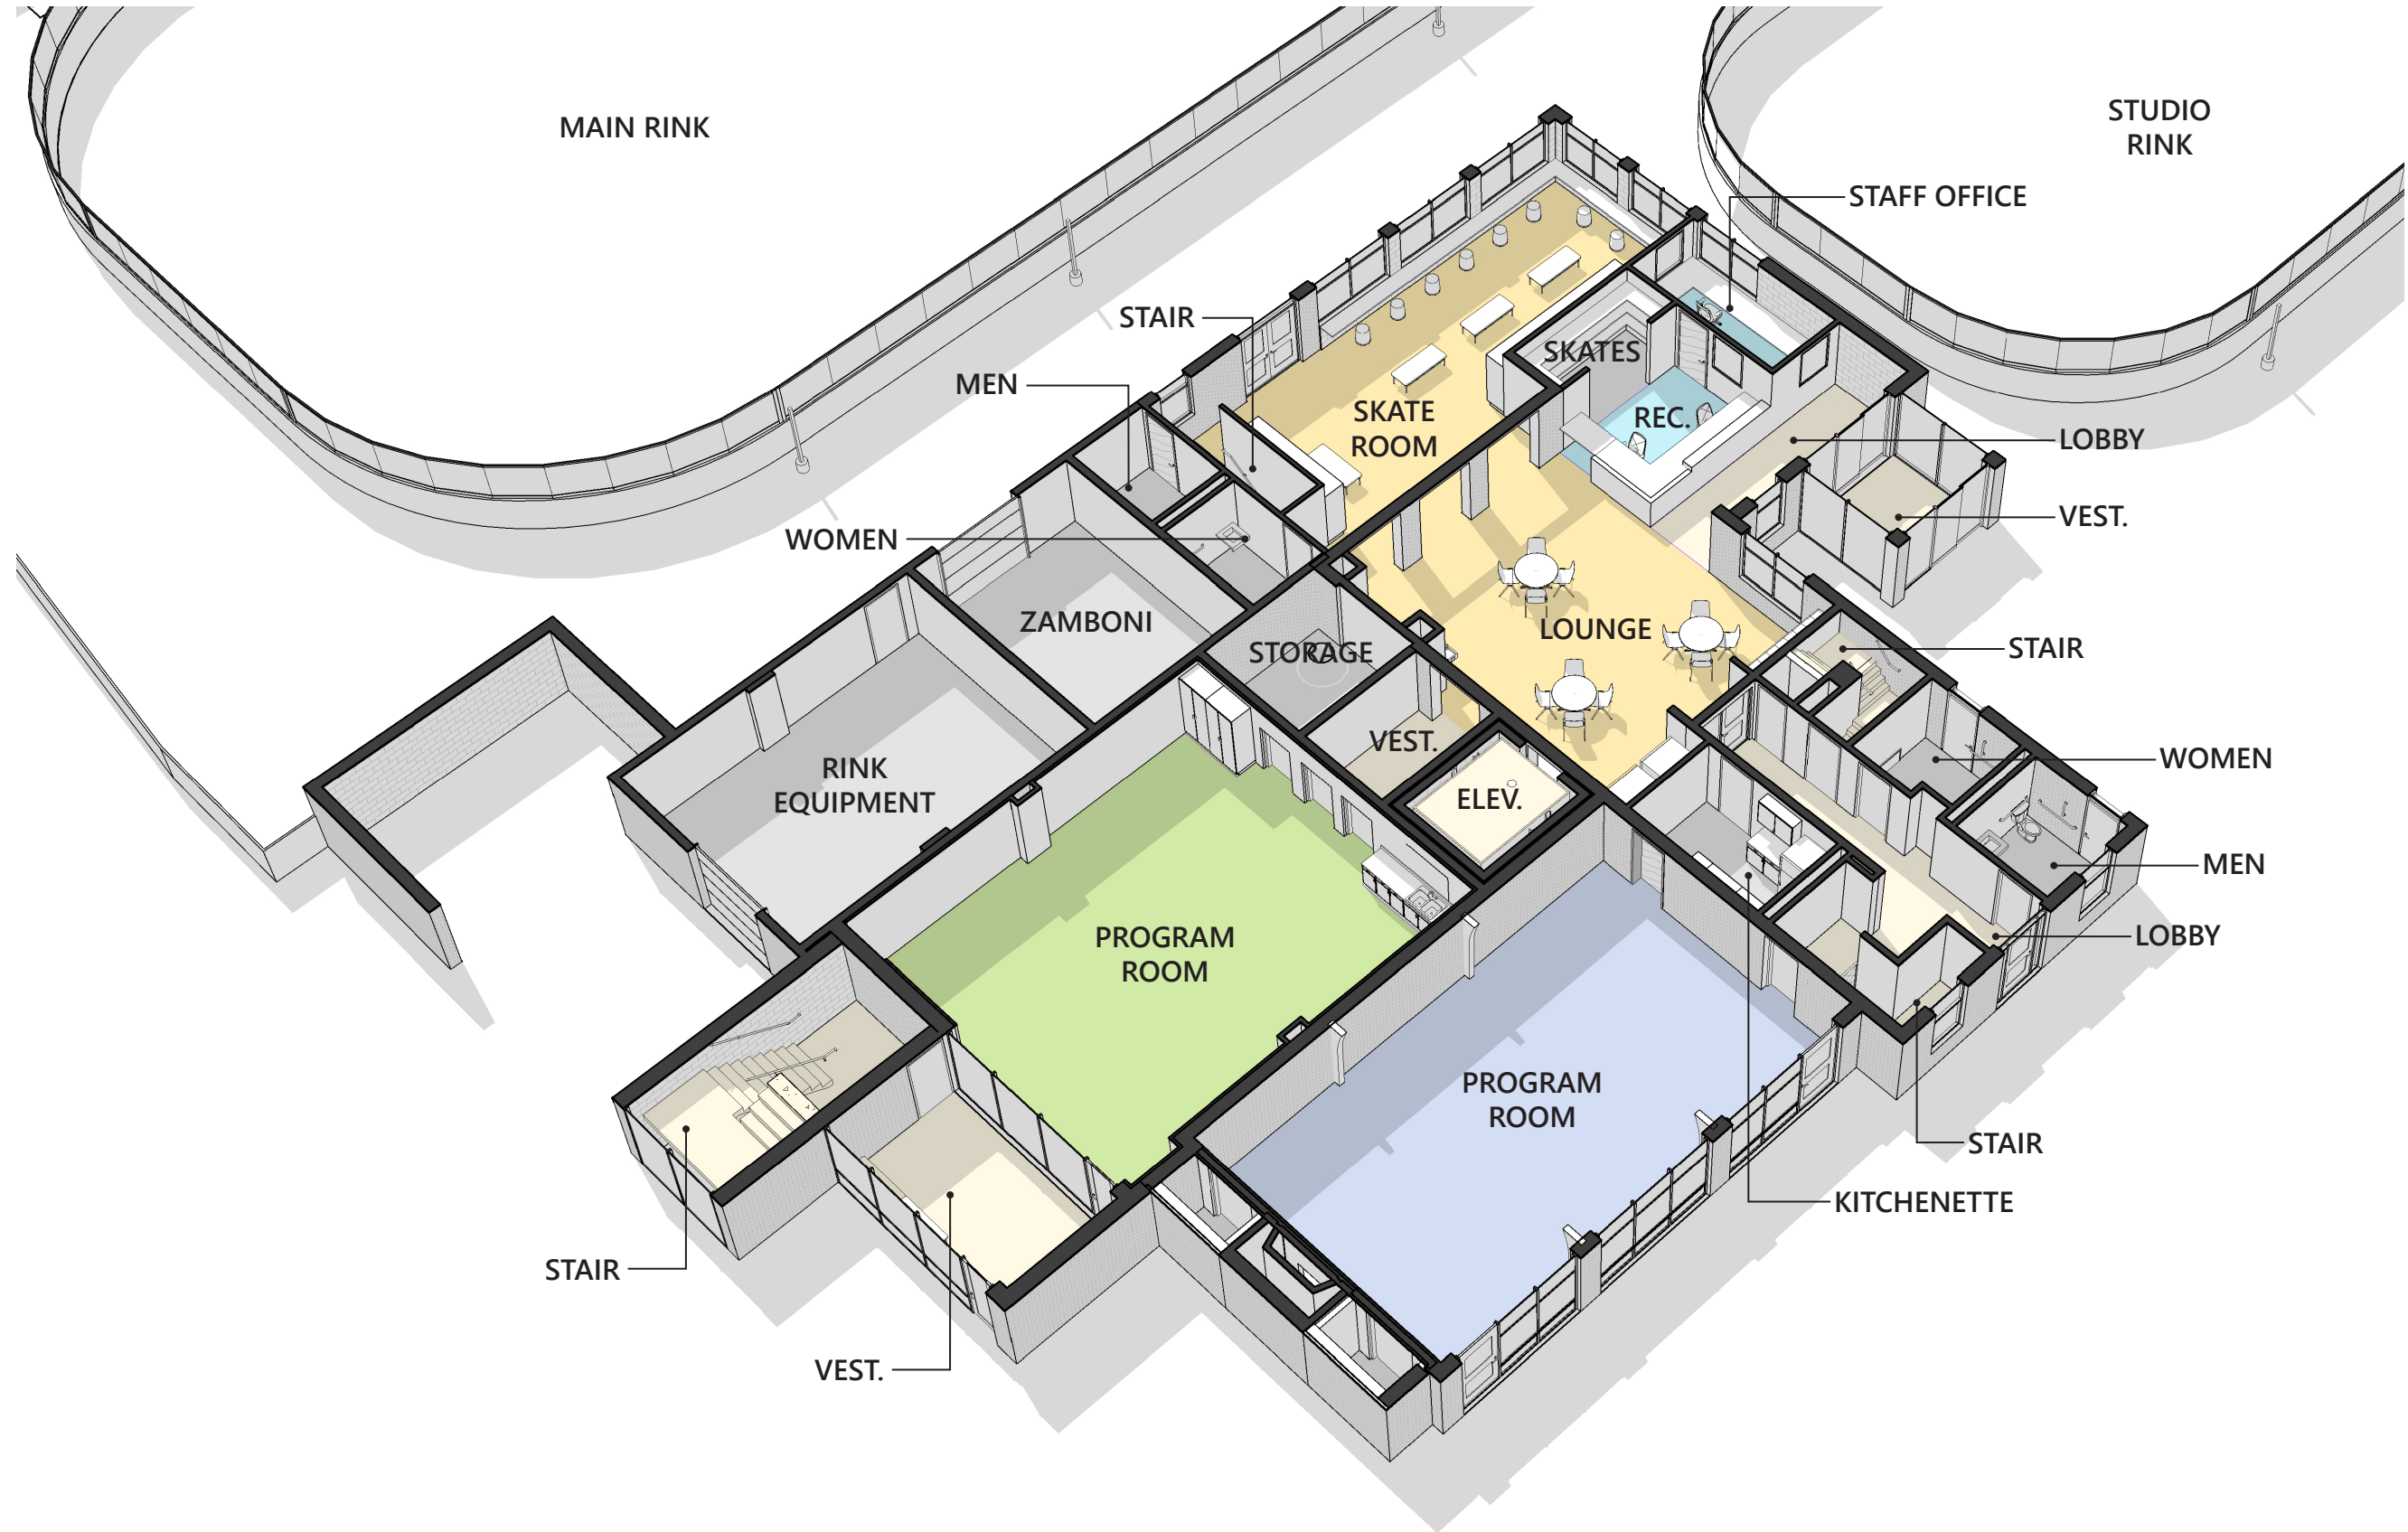 MAIN RINK
STUDIO
RINK
STAFF OFFICE
STAIR
SKATES
MEN
SKATE
ROOM
REC.
LOBBY
VEST.
WOMEN
ZAMBONI
LOUNGE
STORAGE
STAIR
VEST.
WOMEN
RINK
EQUIPMENT
ELEV.
MEN
PROGRAM
ROOM
LOBBY
PROGRAM
ROOM
STAIR
KITCHENETTE
STAIR
VEST.